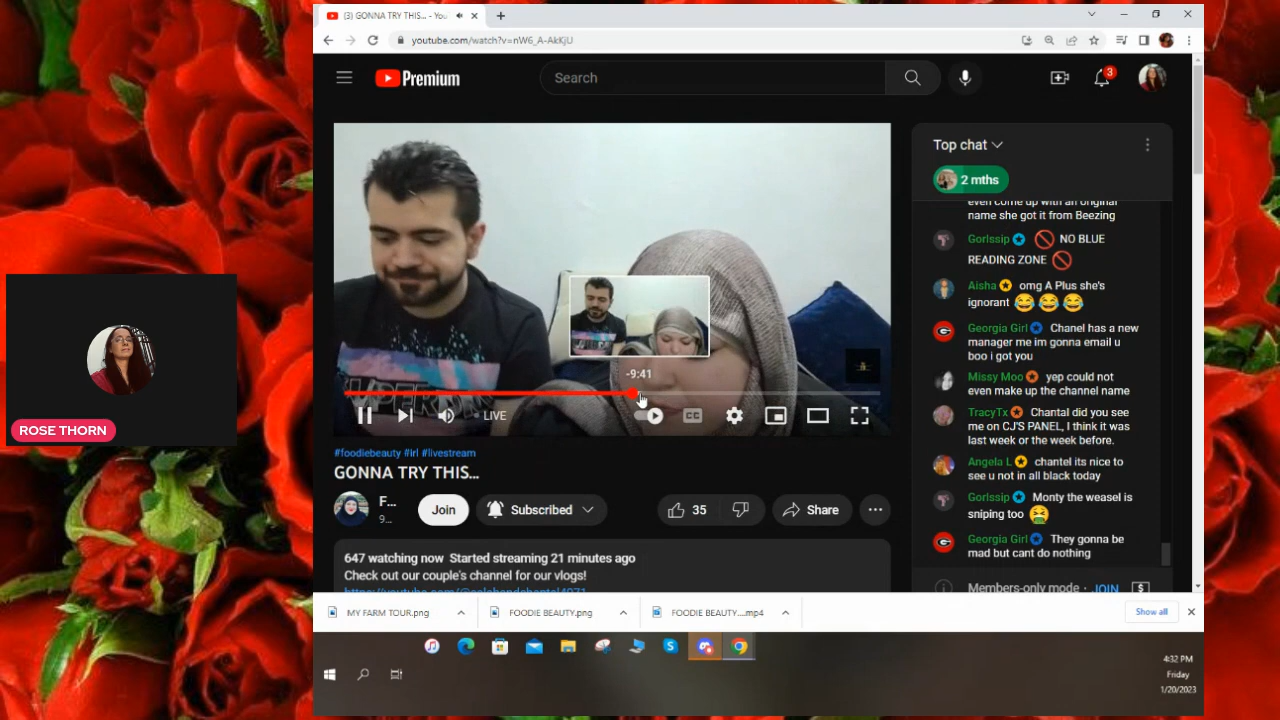 (3) GONNA TRY THIS... - You
youtube.com/watch?v=nW6_A-AkKjU
Premium
Search
3
Top chat
2 mths
even come up with an original
name she got it from Beezing
Gorlssip NO BLUE
READING ZONE
Aisha omg A Plus she's
ignorant
Georgia Girl Chanel has a new
manager me im gonna email u
boo i got you
Missy Moo yep could not
even make up the channel name
TracyTx Chantal did you see
me on CJ'S PANEL, I think it was
last week or the week before.
Angela L chantel its nice to
see u not in all black today
Gorlssip Monty the weasel is
sniping too
Georgia Girl They gonna be
mad but cant do nothing
Members-only mode JOIN
-9:41
LIVE
CC
ROSE THORN
#foodiebeauty #irl #livestream
GONNA TRY THIS...
F...
9...
Join
Subscribed
35
Share
647 watching now Started streaming 21 minutes ago
Check out our couple's channel for our vlogs!
MY FARM TOUR.png
FOODIE BEAUTY.png
FOODIE BEAUTY....mp4
Show all
4:32 PM
Friday
1/20/2023